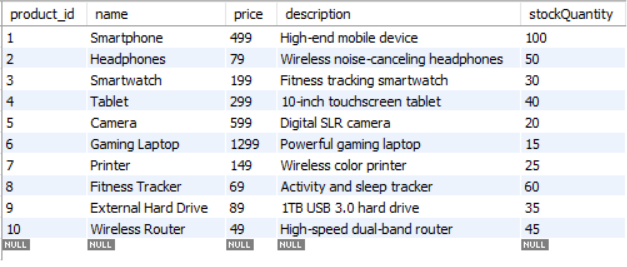 product_id name price description stockQuantity
1 Smartphone 499 High-end mobile device 100
2 Headphones 79 Wireless noise-canceling headphones 50
3 Smartwatch 199 Fitness tracking smartwatch 30
4 Tablet 299 10-inch touchscreen tablet 40
5 Camera 599 Digital SLR camera 20
6 Gaming Laptop 1299 Powerful gaming laptop 15
7 Printer 149 Wireless color printer 25
8 Fitness Tracker 69 Activity and sleep tracker 60
9 External Hard Drive 89 1TB USB 3.0 hard drive 35
10 Wireless Router 49 High-speed dual-band router 45
NULL NULL NULL NULL NULL